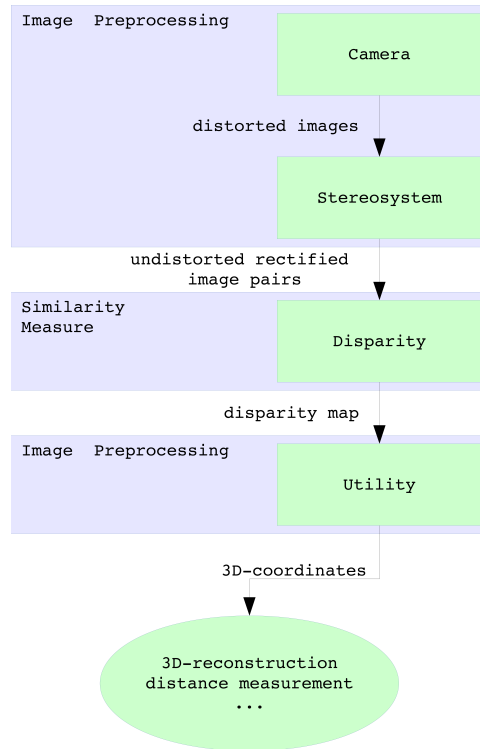 Image  Preprocessing
Camera
distorted images
Stereosystem
undistorted rectified
image pairs
Similarity
Measure
Disparity
disparity map
Image  Preprocessing
Utility
3D-coordinates
3D-reconstruction
distance measurement
...